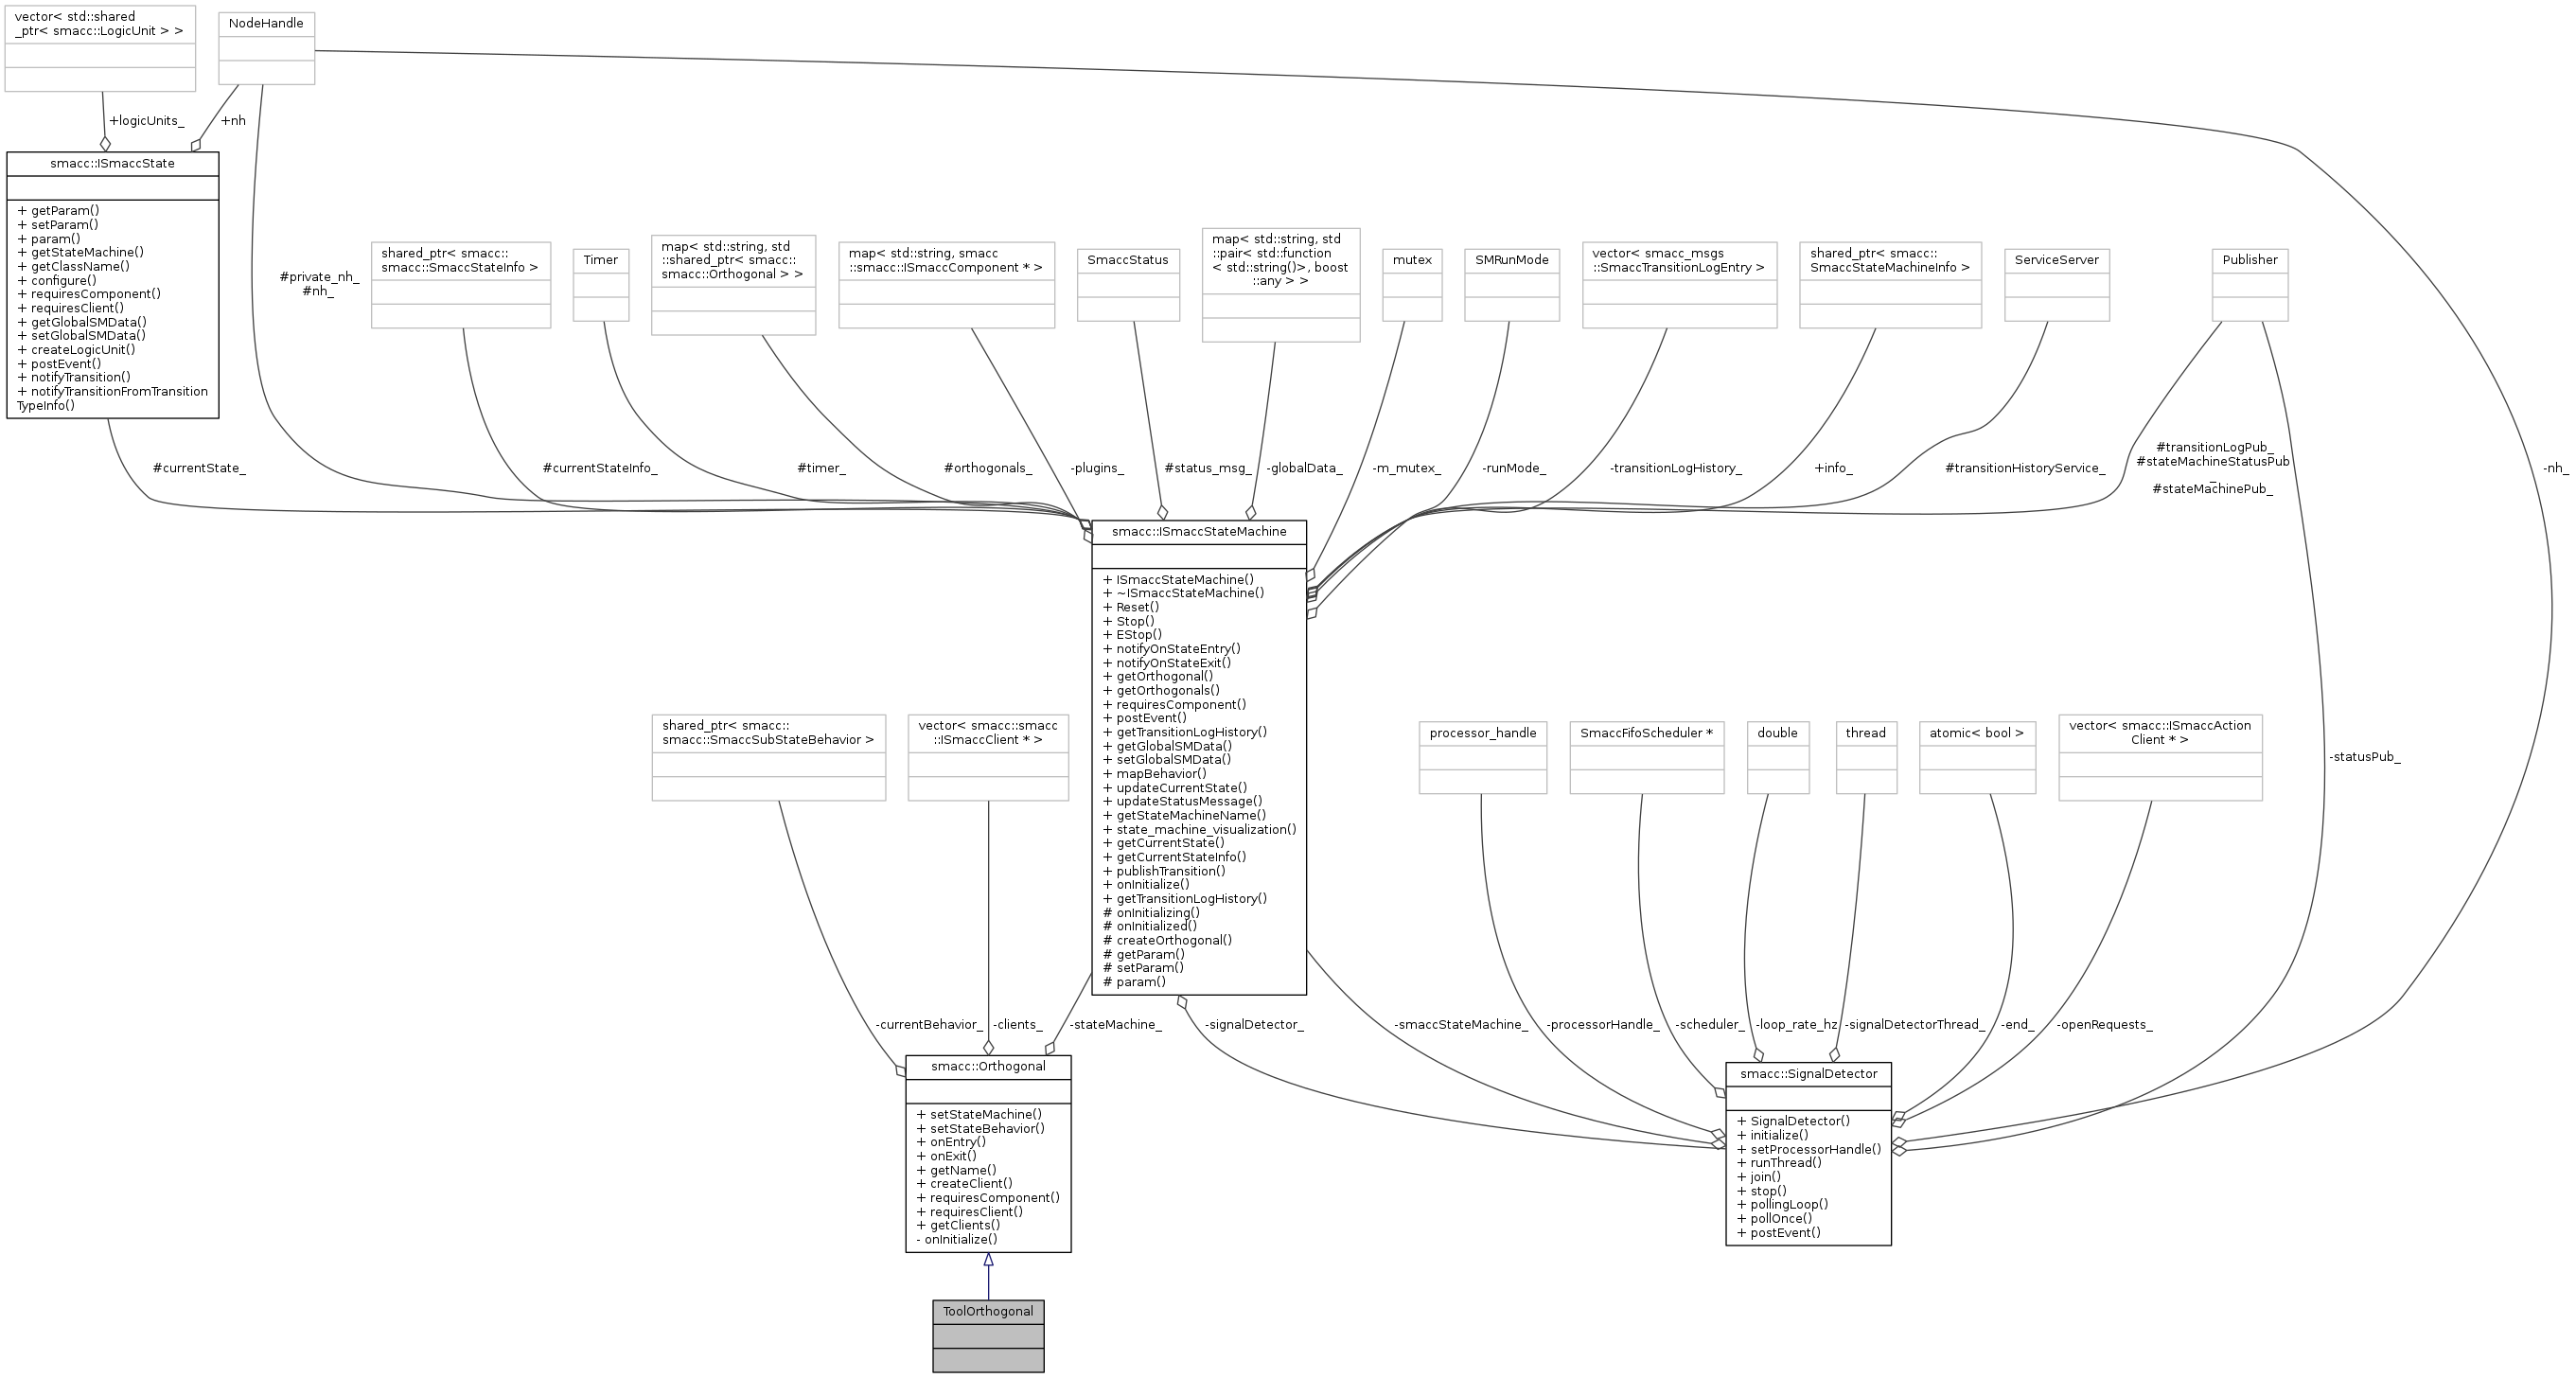 vector< std::shared
_ptr< smacc::LogicUnit > >
NodeHandle
+logicUnits_
+nh
smacc::ISmaccState
+ getParam()
+ setParam()
+ param()
+ getStateMachine()
+ getClassName()
+ configure()
+ requiresComponent()
+ requiresClient()
+ getGlobalSMData()
+ setGlobalSMData()
+ createLogicUnit()
+ postEvent()
+ notifyTransition()
+ notifyTransitionFromTransition
TypeInfo()
#private_nh_
#nh_
shared_ptr< smacc::
smacc::SmaccStateInfo >
Timer
map< std::string, std
::shared_ptr< smacc::
smacc::Orthogonal > >
map< std::string, smacc
::smacc::ISmaccComponent * >
SmaccStatus
map< std::string, std
::pair< std::function
< std::string()>, boost
::any > >
mutex
SMRunMode
vector< smacc_msgs
::SmaccTransitionLogEntry >
shared_ptr< smacc::
SmaccStateMachineInfo >
ServiceServer
Publisher
#currentState_
#currentStateInfo_
#timer_
#orthogonals_
-plugins_
#status_msg_
-globalData_
-m_mutex_
-runMode_
-transitionLogHistory_
+info_
#transitionHistoryService_
#transitionLogPub_
#stateMachineStatusPub
_
#stateMachinePub_
-nh_
smacc::ISmaccStateMachine
+ ISmaccStateMachine()
+ ~ISmaccStateMachine()
+ Reset()
+ Stop()
+ EStop()
+ notifyOnStateEntry()
+ notifyOnStateExit()
+ getOrthogonal()
+ getOrthogonals()
+ requiresComponent()
+ postEvent()
+ getTransitionLogHistory()
+ getGlobalSMData()
+ setGlobalSMData()
+ mapBehavior()
+ updateCurrentState()
+ updateStatusMessage()
+ getStateMachineName()
+ state_machine_visualization()
+ getCurrentState()
+ getCurrentStateInfo()
+ publishTransition()
+ onInitialize()
+ getTransitionLogHistory()
# onInitializing()
# onInitialized()
# createOrthogonal()
# getParam()
# setParam()
# param()
shared_ptr< smacc::
smacc::SmaccSubStateBehavior >
vector< smacc::smacc
::ISmaccClient * >
processor_handle
SmaccFifoScheduler *
double
thread
atomic< bool >
vector< smacc::ISmaccAction
Client * >
-statusPub_
-currentBehavior_
-clients_
-stateMachine_
-signalDetector_
-smaccStateMachine_
-processorHandle_
-scheduler_
-loop_rate_hz
-signalDetectorThread_
-end_
-openRequests_
smacc::Orthogonal
+ setStateMachine()
+ setStateBehavior()
+ onEntry()
+ onExit()
+ getName()
+ createClient()
+ requiresComponent()
+ requiresClient()
+ getClients()
- onInitialize()
smacc::SignalDetector
+ SignalDetector()
+ initialize()
+ setProcessorHandle()
+ runThread()
+ join()
+ stop()
+ pollingLoop()
+ pollOnce()
+ postEvent()
ToolOrthogonal